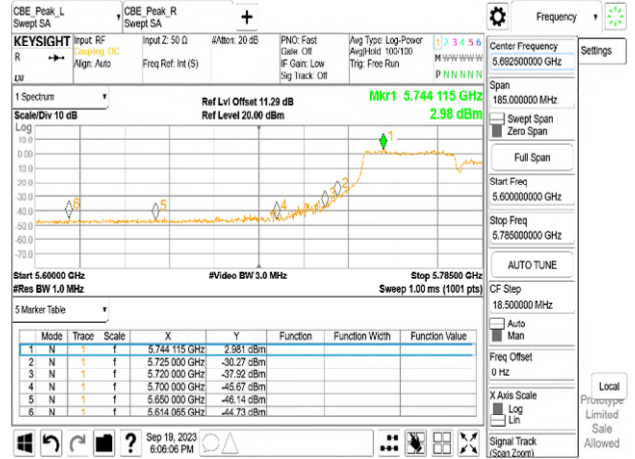 CBE_Peak_L
Swept SA
CBE_Peak_R
Swept SA
+
KEYSIGHT
R
Input: RF
Coupling: DC
Align: Auto
Input Z: 50 Ω
Freq Ref: Int (S)
#Atten: 20 dB
PNO: Fast
Gate: Off
IF Gain: Low
Sig Track: Off
Avg Type: Log-Power
Avg|Hold: 100/100
Trig: Free Run
1 2 3 4 5 6
M W W W W W
P N N N N N
1 Spectrum
Scale/Div 10 dB
Ref Lvl Offset 11.29 dB
Ref Level 20.00 dBm
Mkr1 5.744 115 GHz
2.98 dBm
Log
10.0
0.00
-10.0
-20.0
-30.0
-40.0
-50.0
-60.0
-70.0
1
2
3
4
5
6
Start 5.60000 GHz
#Res BW 1.0 MHz
#Video BW 3.0 MHz
Stop 5.78500 GHz
Sweep 1.00 ms (1001 pts)
5 Marker Table
Mode Trace Scale X Y Function Function Width Function Value
1 N 1 f 5.744 115 GHz 2.981 dBm
2 N 1 f 5.725 000 GHz -30.27 dBm
3 N 1 f 5.720 000 GHz -37.92 dBm
4 N 1 f 5.700 000 GHz -45.67 dBm
5 N 1 f 5.650 000 GHz -46.14 dBm
6 N 1 f 5.614 065 GHz -44.73 dBm
Sep 19, 2023
6:06:06 PM
?
Frequency
Settings
Center Frequency
5.692500000 GHz
Span
185.000000 MHz
Swept Span
Zero Span
Full Span
Start Freq
5.600000000 GHz
Stop Freq
5.785000000 GHz
AUTO TUNE
CF Step
18.500000 MHz
Auto
Man
Freq Offset
0 Hz
X Axis Scale
Log
Lin
Signal Track
(Span Zoom)
Local
Prototype
Limited
Sale
Allowed